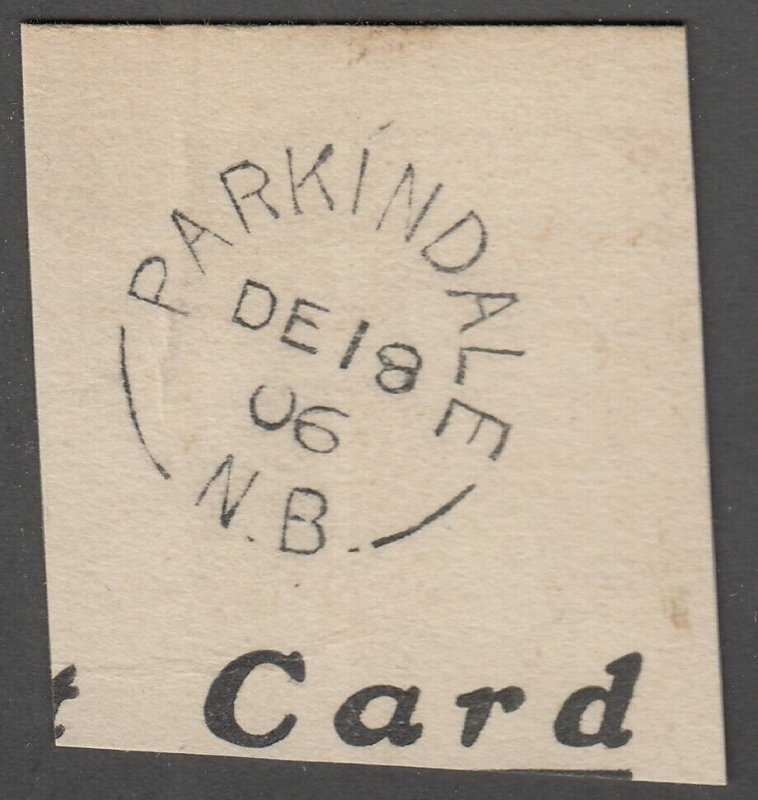 PARKINDALE
DE 18
06
N.B.
t Card